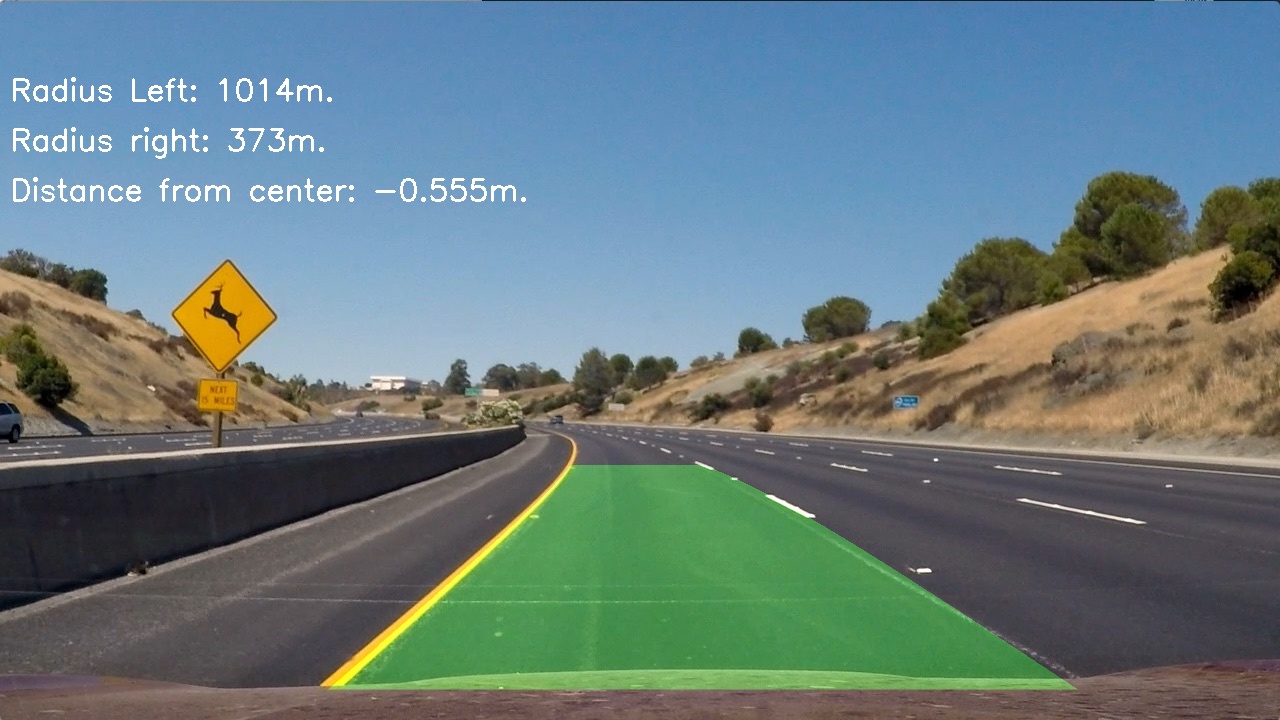 Radius Left: 1014m.
Radius right: 373m.
Distance from center: -0.555m.
NEXT
15 MILES